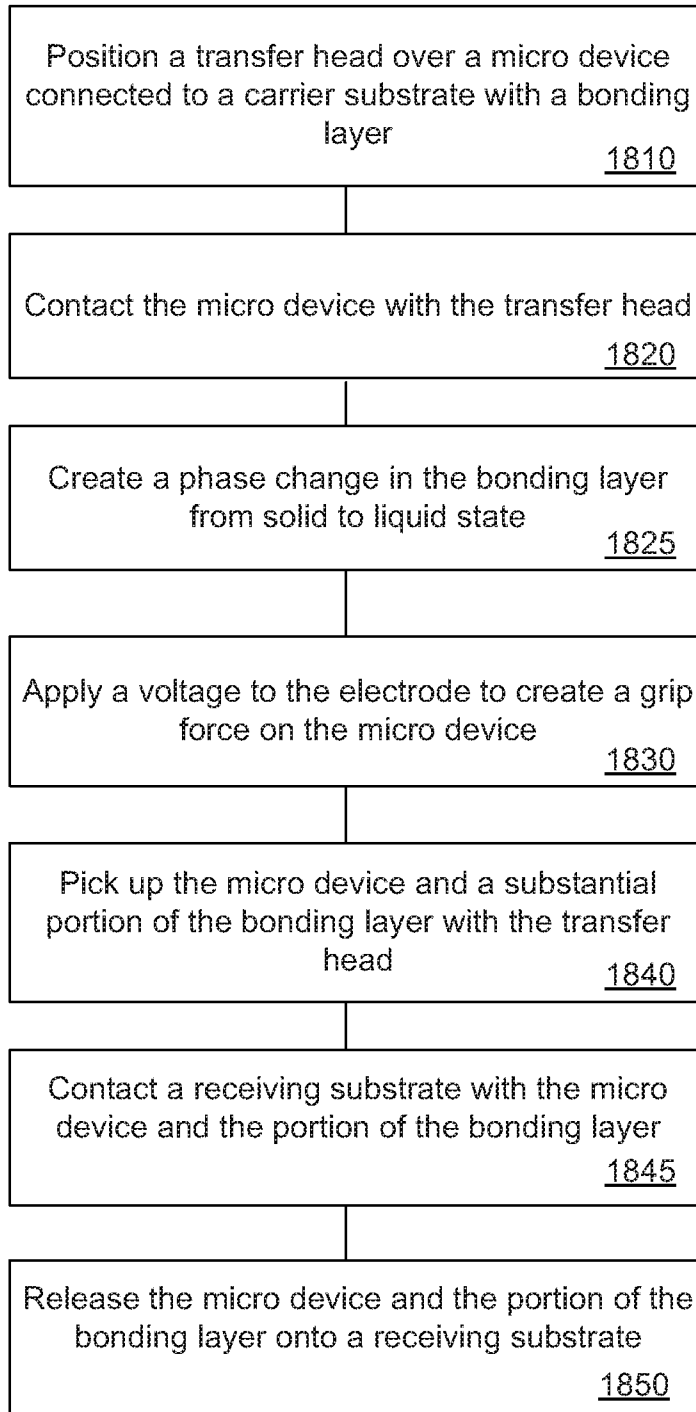 Position a transfer head over a micro device
connected to a carrier substrate with a bonding
layer
1810
Contact the micro device with the transfer head
1820
Create a phase change in the bonding layer
from solid to liquid state
1825
Apply a voltage to the electrode to create a grip
force on the micro device
1830
Pick up the micro device and a substantial
portion of the bonding layer with the transfer
head
1840
Contact a receiving substrate with the micro
device and the portion of the bonding layer
1845
Release the micro device and the portion of the
bonding layer onto a receiving substrate
1850